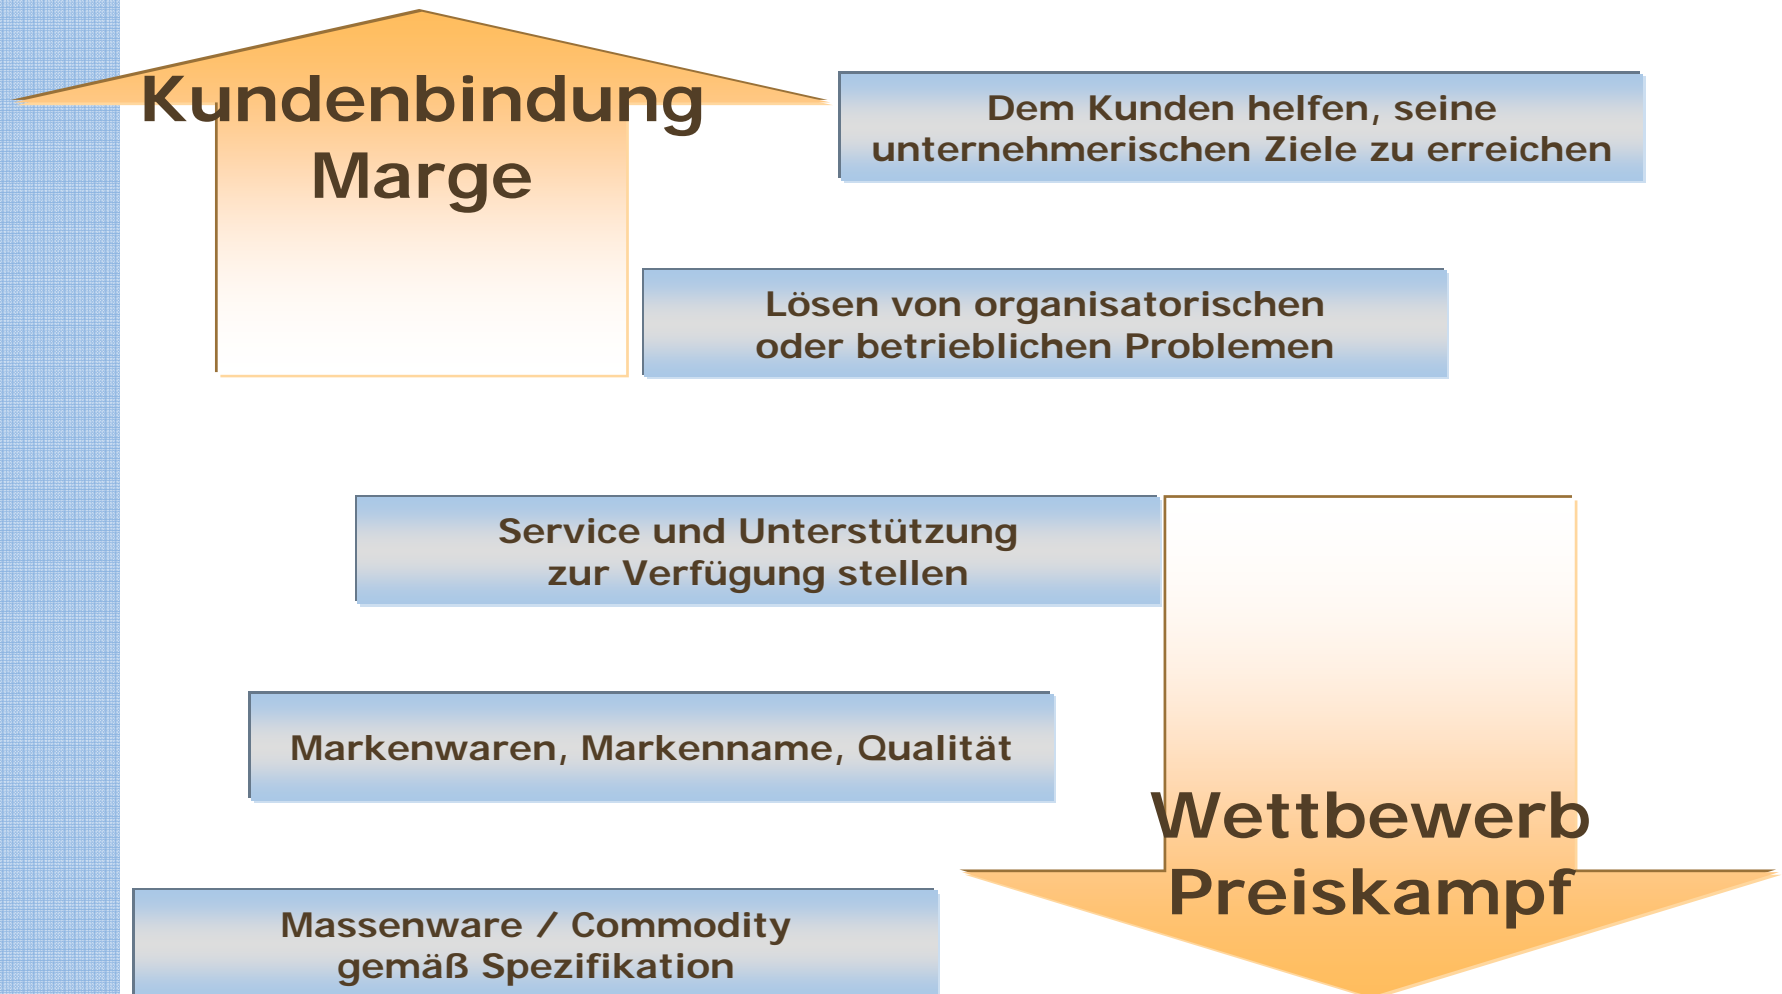 Kundenbindung
Marge
Dem Kunden helfen, seine
unternehmerischen Ziele zu erreichen
Lösen von organisatorischen
oder betrieblichen Problemen
Service und Unterstützung
zur Verfügung stellen
Markenwaren, Markenname, Qualität
Wettbewerb
Preiskampf
Massenware / Commodity
gemäß Spezifikation